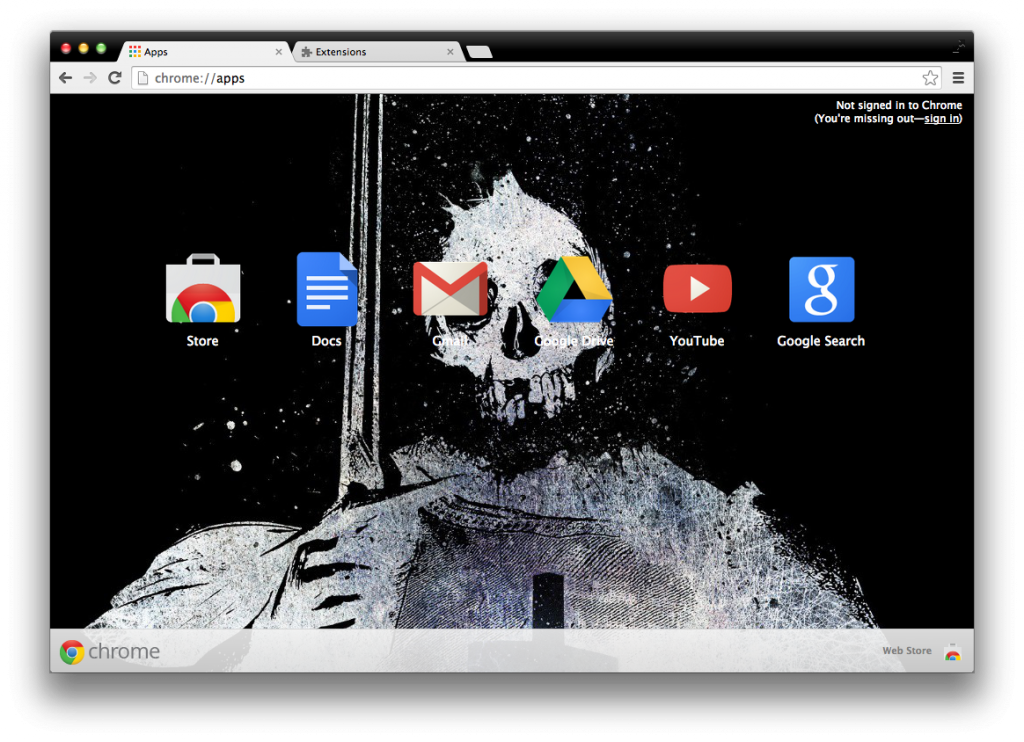 Apps
Extensions
chrome://apps
Not signed in to Chrome
(You're missing out—sign in)
Store
Docs
Gmail
Google Drive
YouTube
Google Search
chrome
Web Store